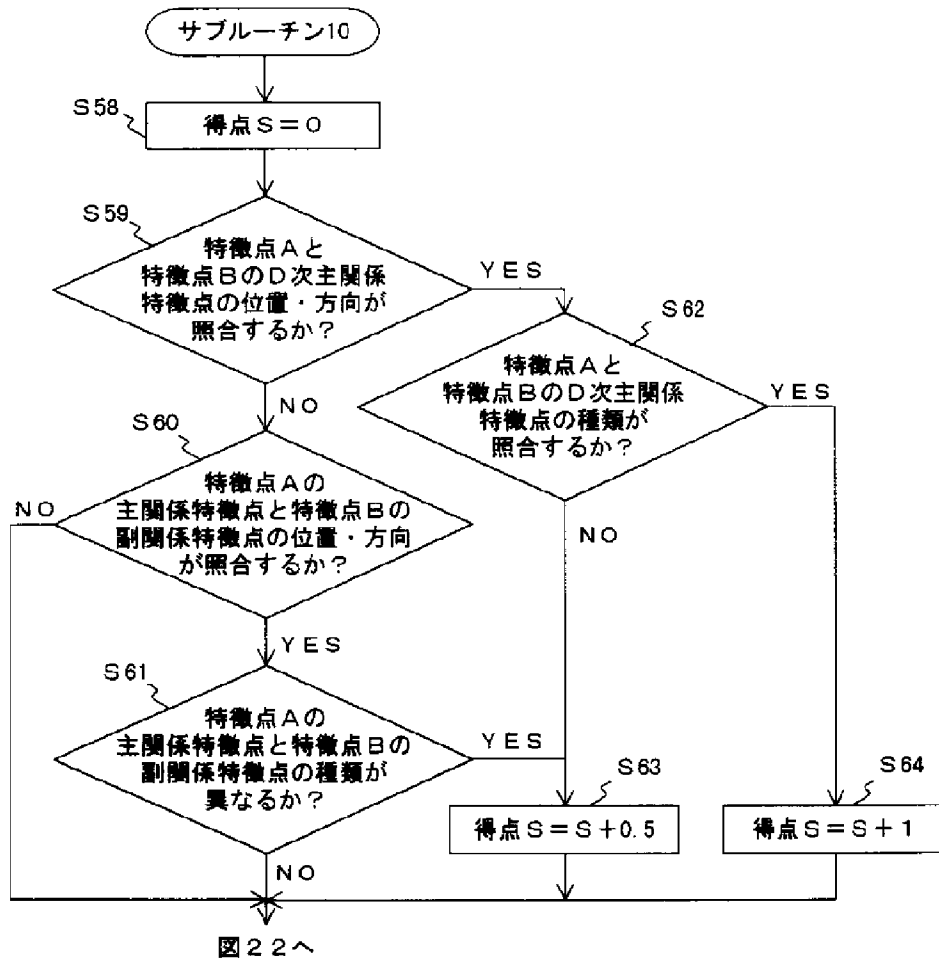 サブルーチン10
S58
得点S=0
S59
特徴点Aと
特徴点BのD次主関係
特徴点の位置・方向が
照合するか？
YES
NO
S62
特徴点Aと
特徴点BのD次主関係
特徴点の種類が
照合するか？
YES
NO
S60
特徴点Aの
主関係特徴点と特徴点Bの
副関係特徴点の位置・方向
が照合するか？
NO
YES
S61
特徴点Aの
主関係特徴点と特徴点Bの
副関係特徴点の種類が
異なるか？
YES
NO
S63
得点S=S+0.5
S64
得点S=S+1
図22へ